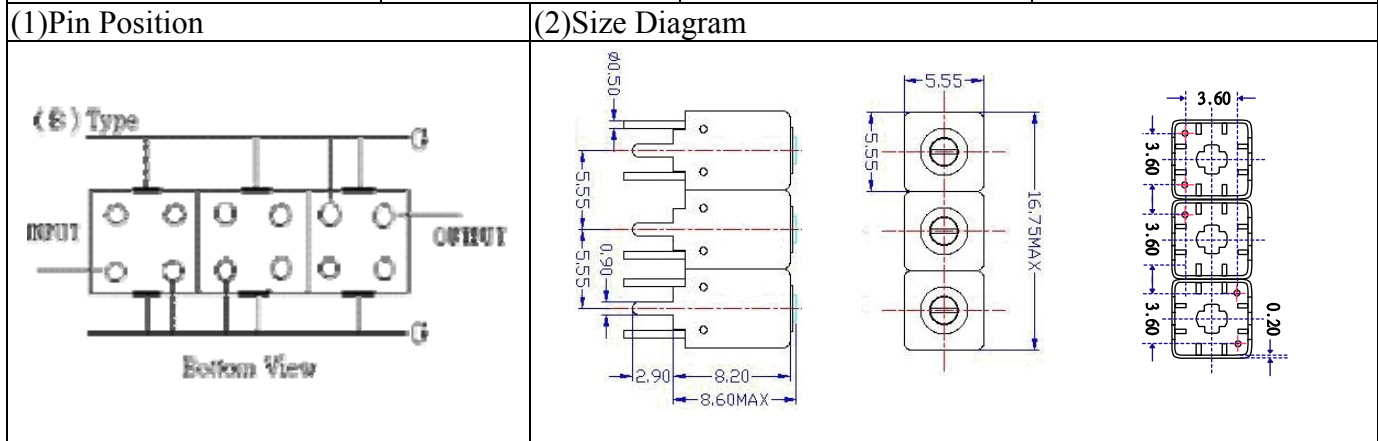 (1)Pin Position
(2)Size Diagram
(S) Type
G
INPUT
OUTPUT
G
Bottom View
ø0.50
5.55
5.55
0.90
2.90
8.20
8.60MAX
5.55
5.55
16.75MAX
3.60
3.60
3.60
3.60
0.20